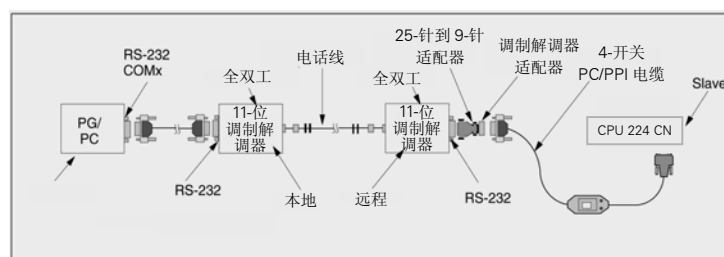 RS-232
COMx
PG/
PC
全双工
11-位
调制解
调器
RS-232
本地
电话线
全双工
11-位
调制解
调器
远程
25-针到 9-针
适配器
调制解调器
适配器
RS-232
4-开关
PC/PPI 电缆
Slave
CPU 224 CN